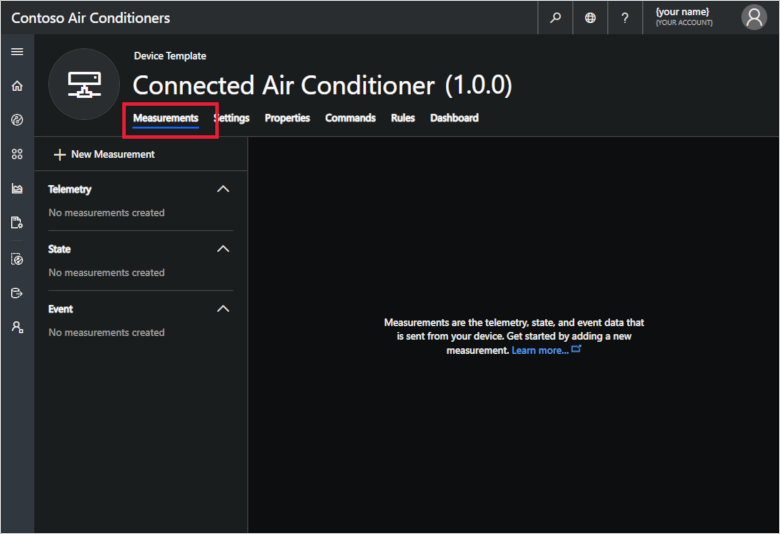 Contoso Air Conditioners
?
{your name}
{YOUR ACCOUNT}
Device Template
Connected Air Conditioner (1.0.0)
Measurements Settings Properties Commands Rules Dashboard
New Measurement
Telemetry
No measurements created
State
No measurements created
Event
No measurements created
Measurements are the telemetry, state, and event data that
is sent from your device. Get started by adding a new
measurement. Learn more...